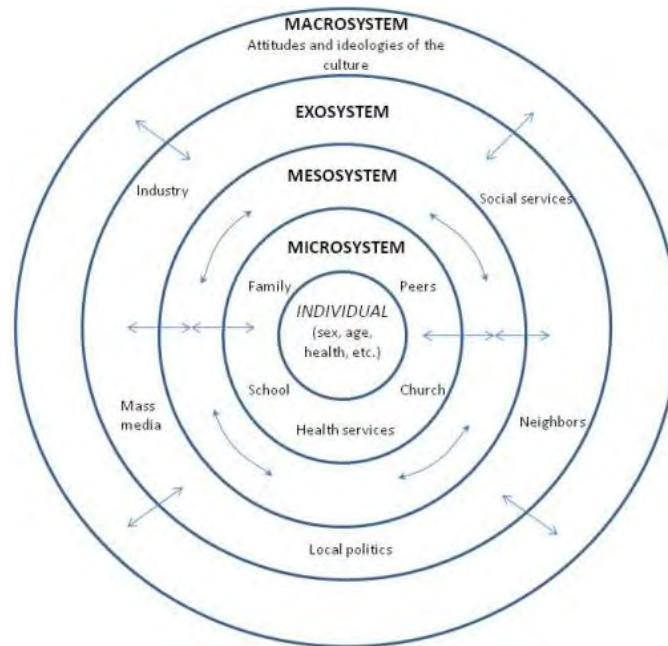 MACROSYSTEM
Attitudes and ideologies of the
culture
EXOSYSTEM
MESOSYSTEM
Industry
Social services
MICROSYSTEM
Family
Peers
INDIVIDUAL
(sex, age,
health, etc.)
School
Church
Mass
media
Neighbors
Health services
Local politics